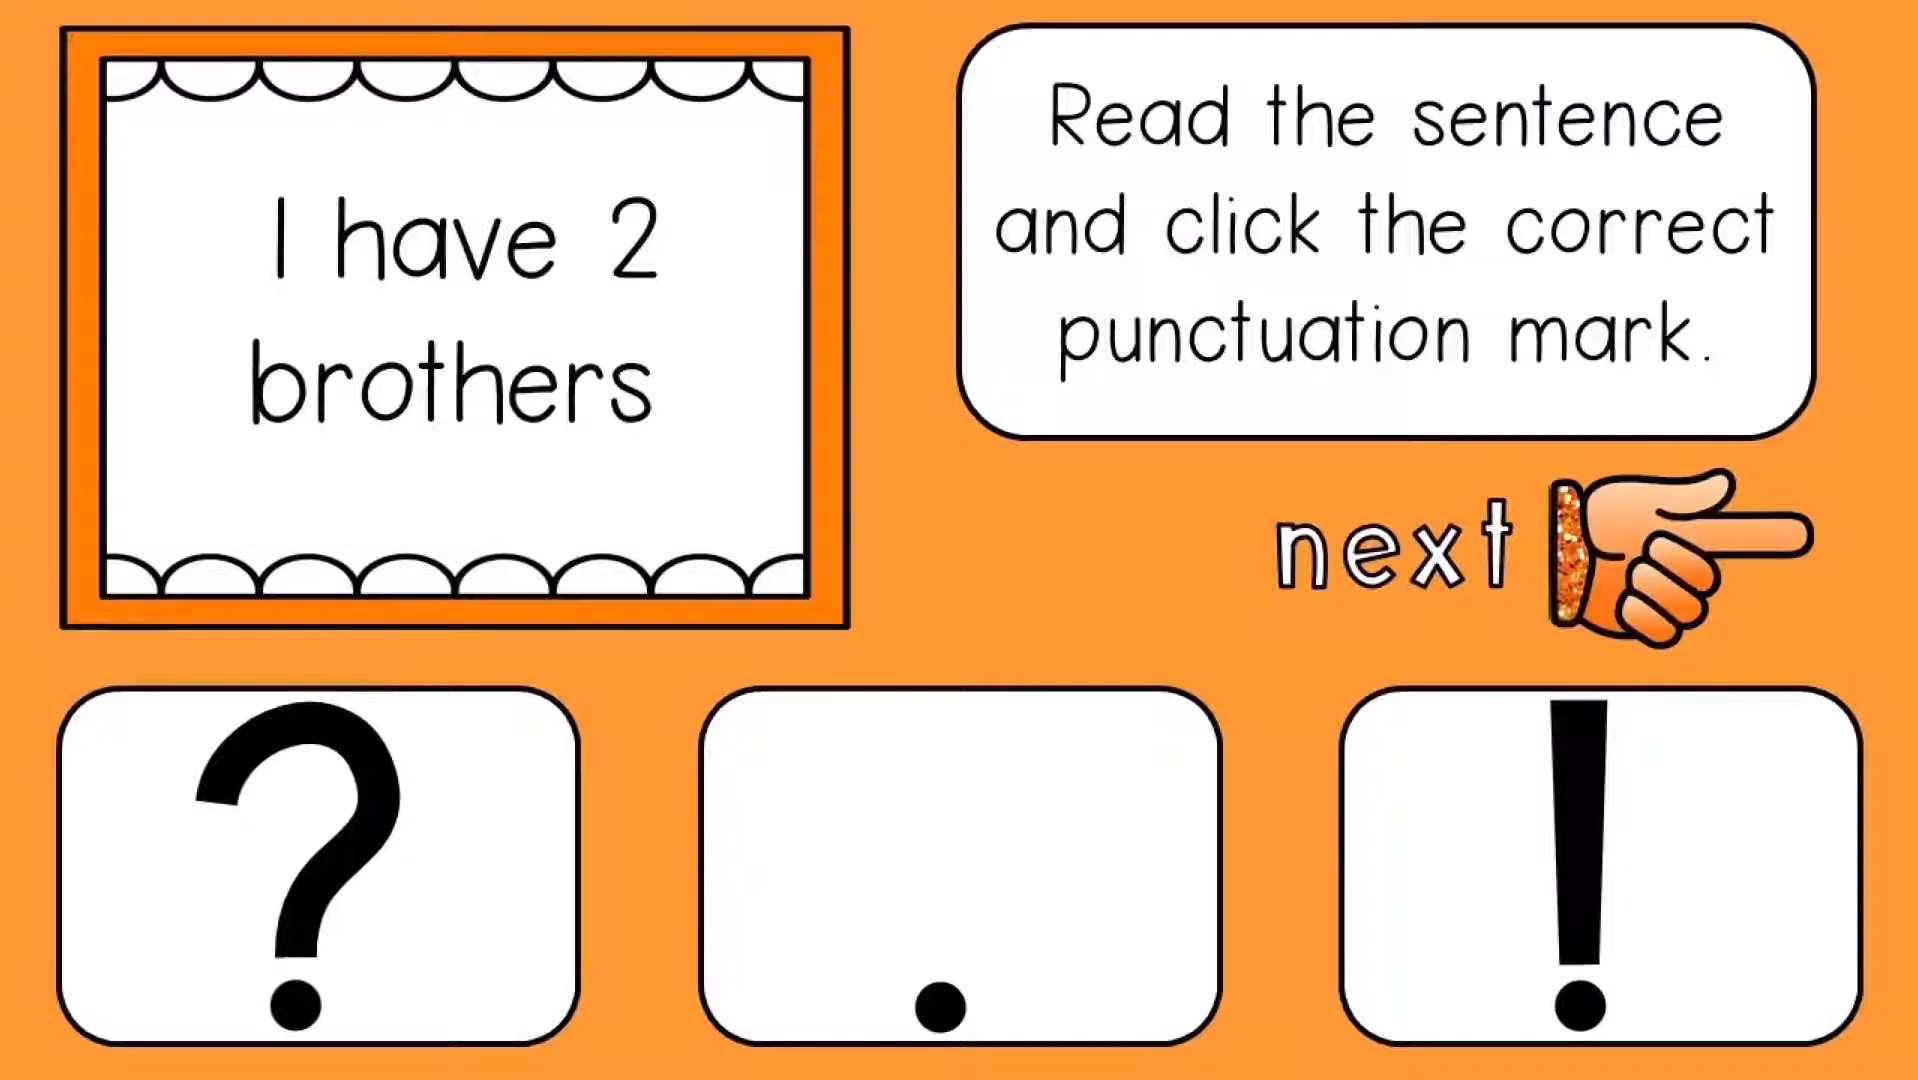 I have 2
brothers
Read the sentence
and click the correct
punctuation mark.
next
?
.
!